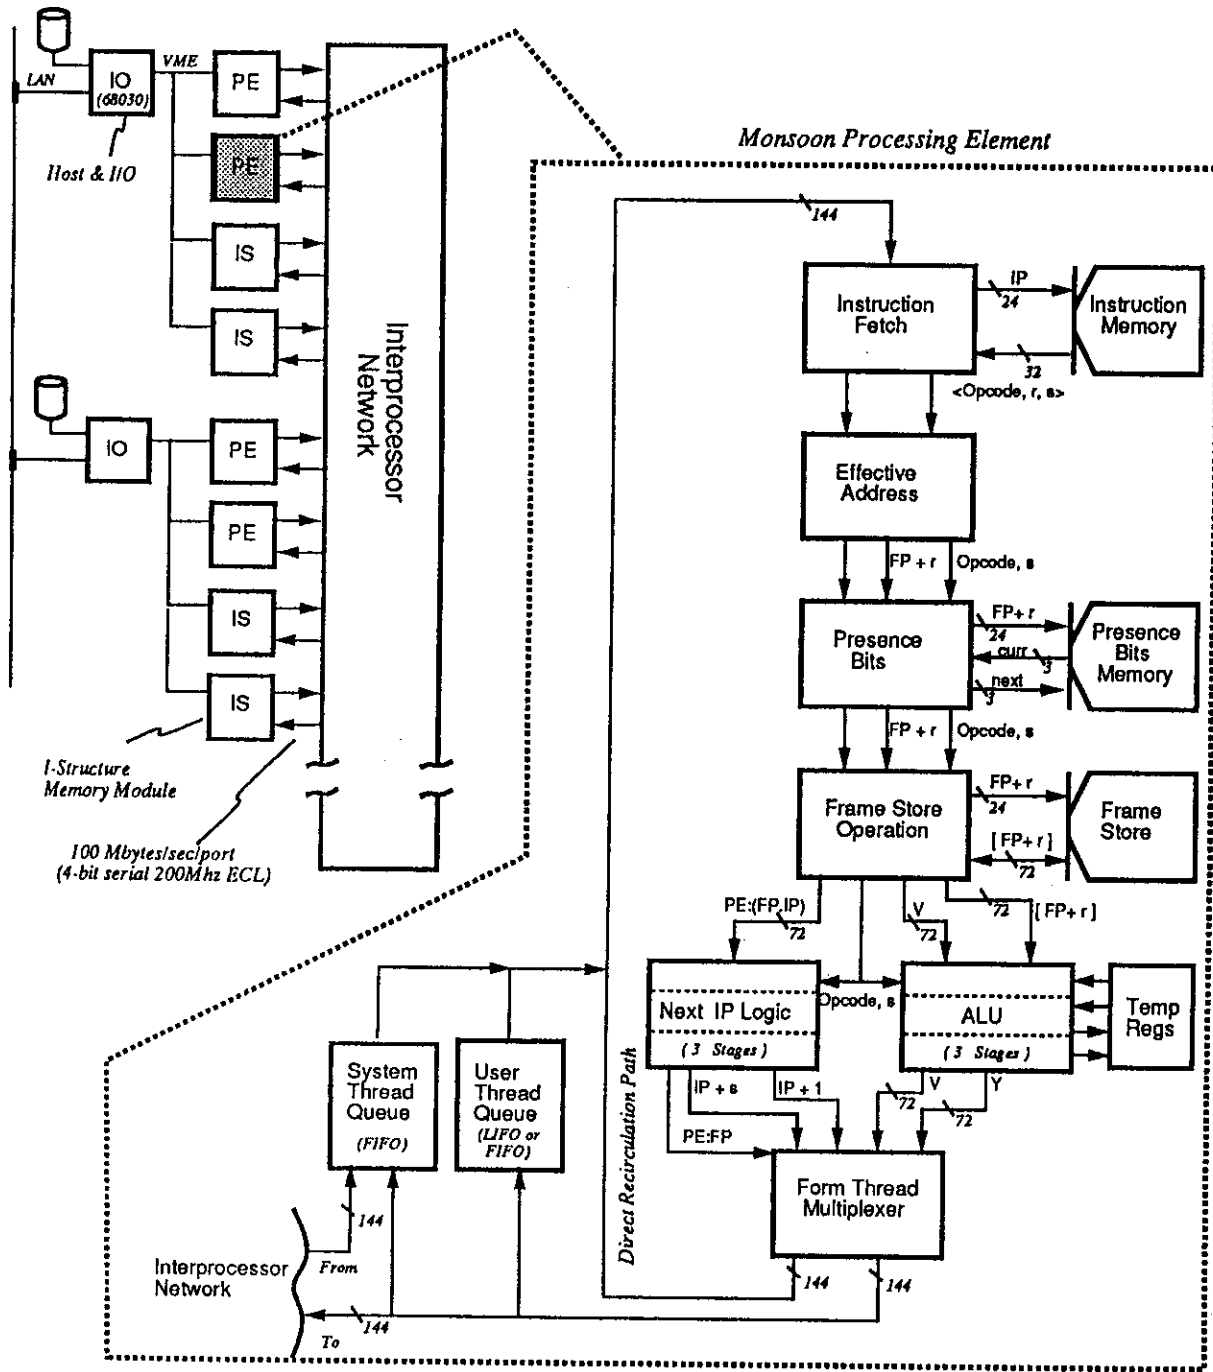 LAN
IO
(68030)
VME
Host & I/O
PE
PE
IS
IS
IO
PE
PE
IS
IS
Interprocessor
Network
I-Structure
Memory Module
100 Mbytes/sec/port
(4-bit serial 200Mhz ECL)
Monsoon Processing Element
144
Instruction
Fetch
IP
24
32
<Opcode, r, s>
Instruction
Memory
Effective
Address
FP + r
Opcode, s
Presence
Bits
FP+ r
24
curr
3
next
3
Presence
Bits
Memory
FP + r
Opcode, s
Frame Store
Operation
FP+r
24
[FP+r]
72
Frame
Store
PE:(FP.IP)
72
V
72
72
[FP+r]
Next IP Logic
(3 Stages)
Opcode, s
ALU
(3 Stages)
Temp
Regs
IP + s
IP + 1
PE:FP
V
72
Y
72
Form Thread
Multiplexer
144
144
Direct Recirculation Path
System
Thread
Queue
(FIFO)
User
Thread
Queue
(LIFO or
FIFO)
144
From
Interprocessor
Network
144
To